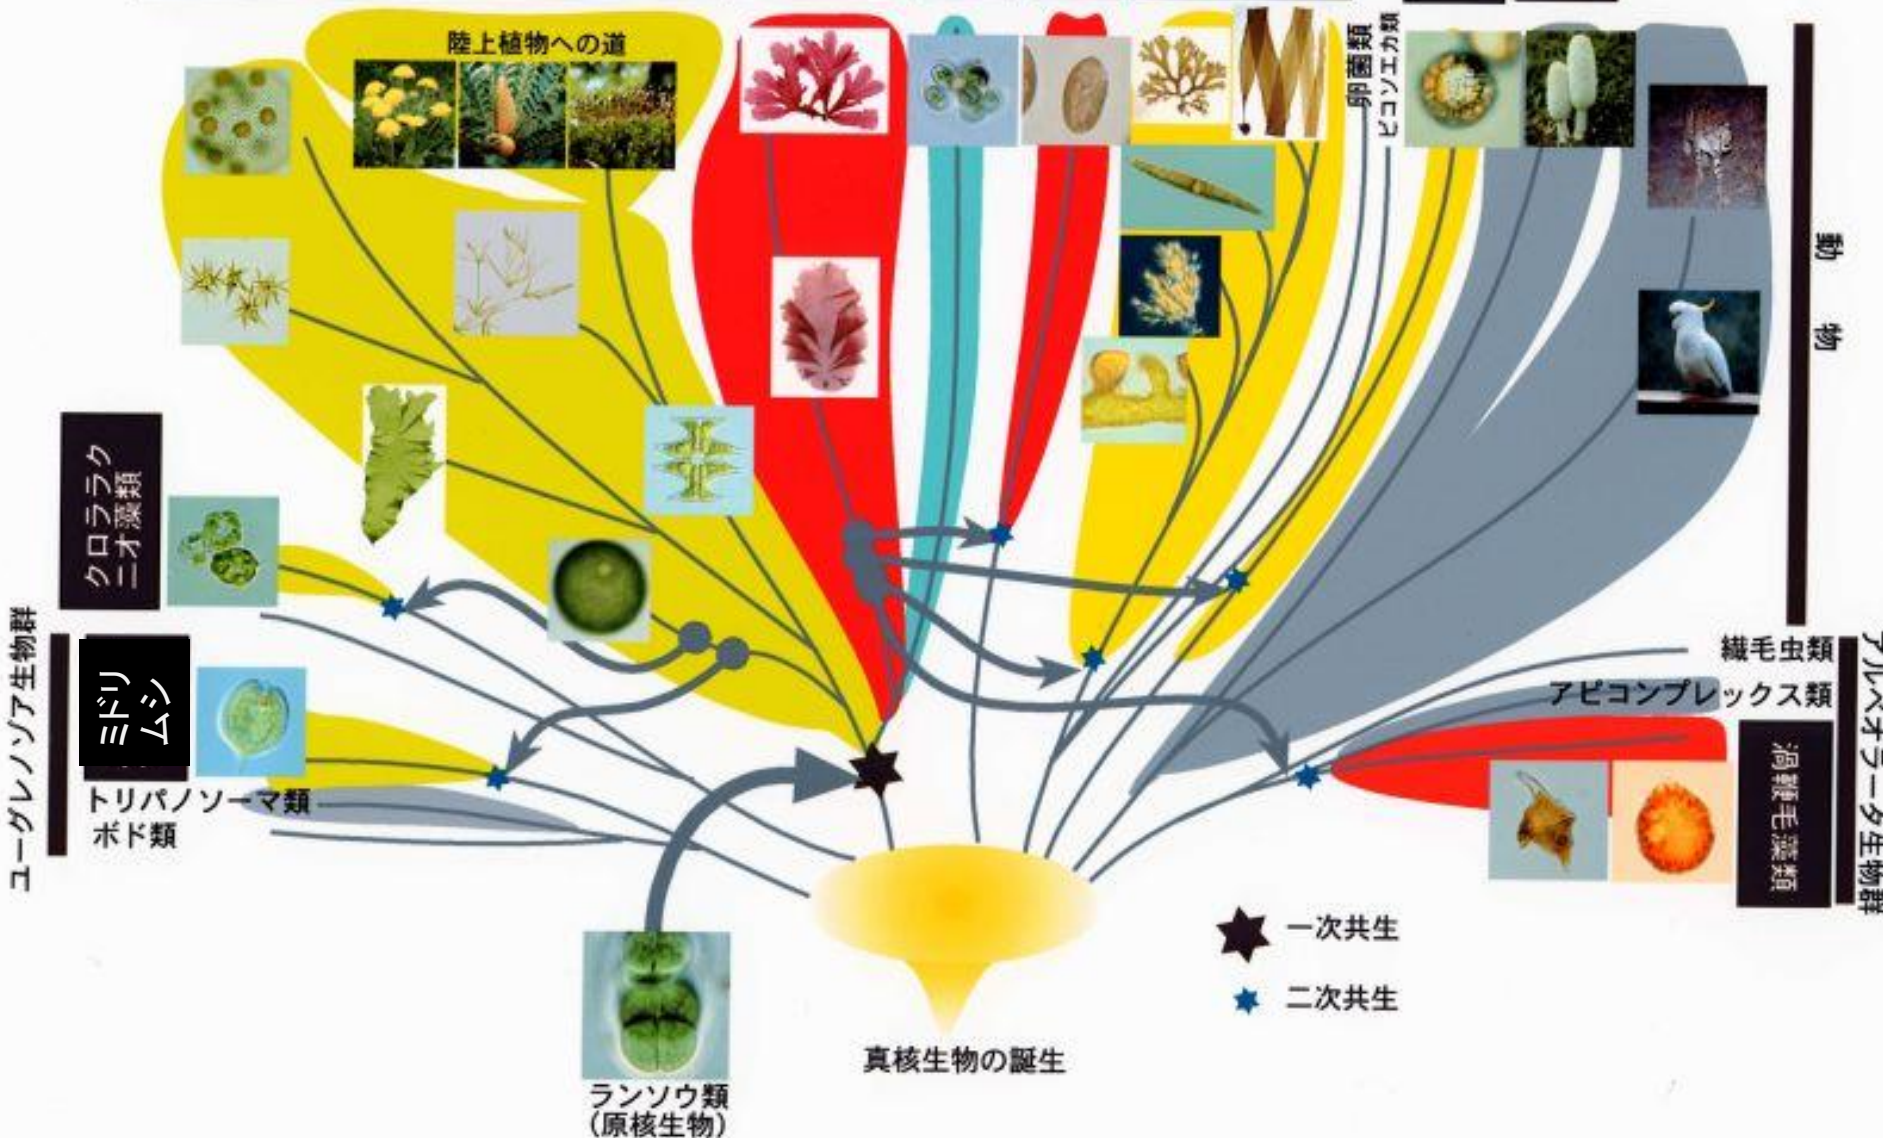 陸上植物への道
卵菌類
ピコソエカ類
動物
クロララク
ニオ藻類
ユーグレノゾア生物群
ミドリ
ムシ
トリパノソーマ類
ボド類
繊毛虫類
アピコンプレックス類
渦鞭毛藻類
アルベオラータ生物群
一次共生
二次共生
真核生物の誕生
ランソウ類
(原核生物)